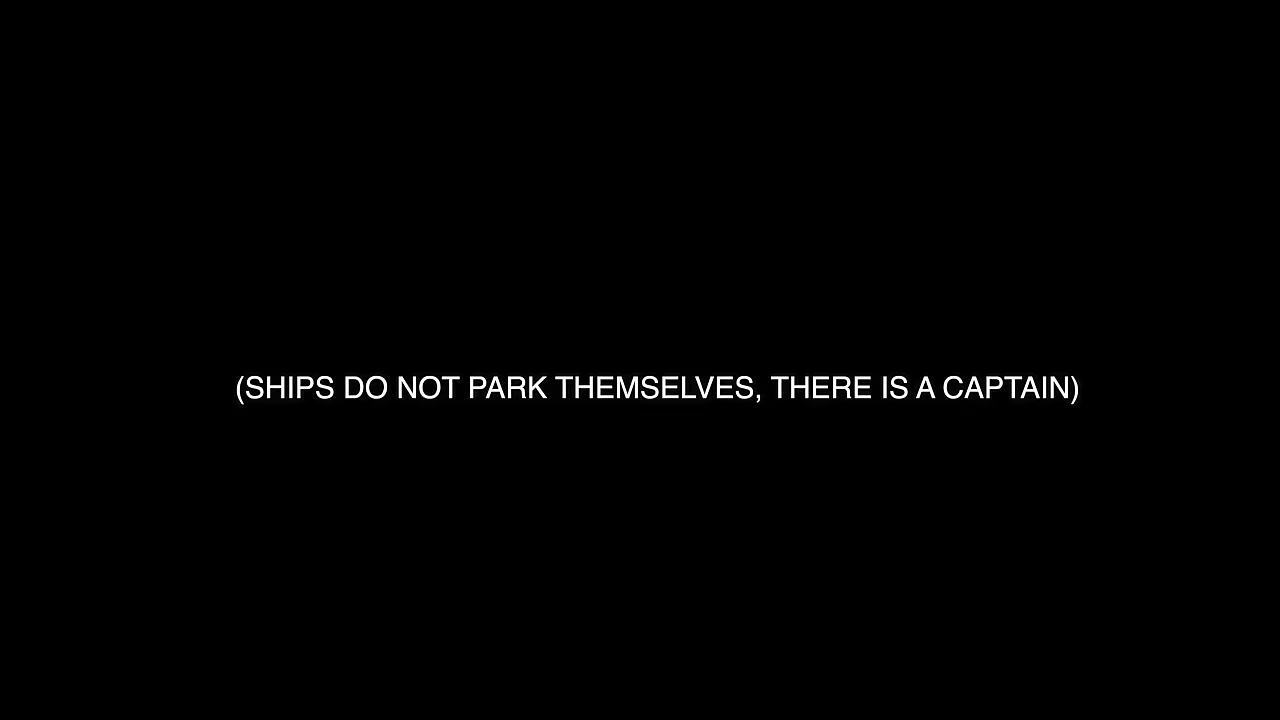 (SHIPS DO NOT PARK THEMSELVES, THERE IS A CAPTAIN)